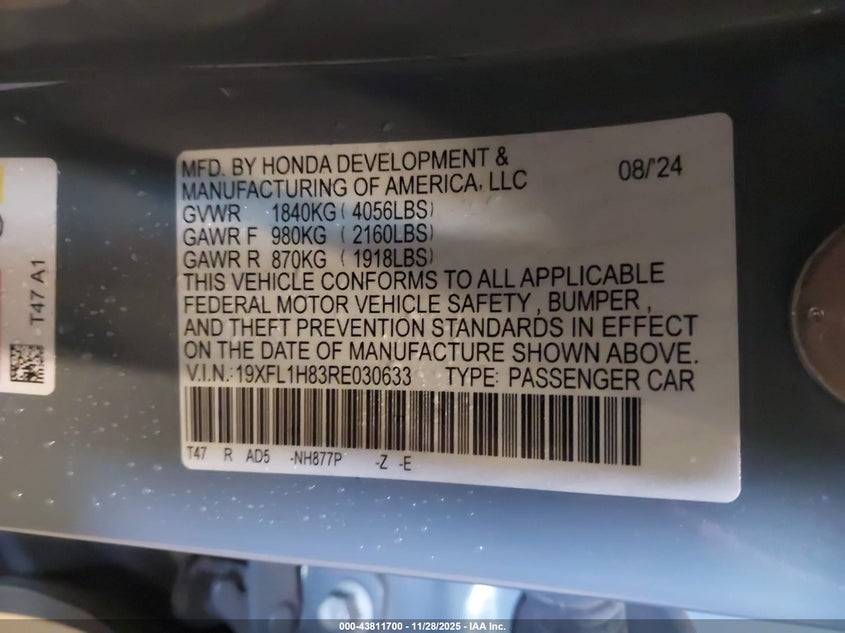 MFD. BY HONDA DEVELOPMENT &
MANUFACTURING OF AMERICA, LLC
08/'24
GVWR 1840KG ( 4056LBS)
GAWR F 980KG ( 2160LBS)
GAWR R 870KG ( 1918LBS)
THIS VEHICLE CONFORMS TO ALL APPLICABLE
FEDERAL MOTOR VEHICLE SAFETY , BUMPER ,
AND THEFT PREVENTION STANDARDS IN EFFECT
ON THE DATE OF MANUFACTURE SHOWN ABOVE.
V.I.N.: 19XFL1H83RE030633 TYPE: PASSENGER CAR
T47 R AD5 -NH877P -Z -E
T47 A1
000-43811700 - 11/28/2025 - IAA Inc.